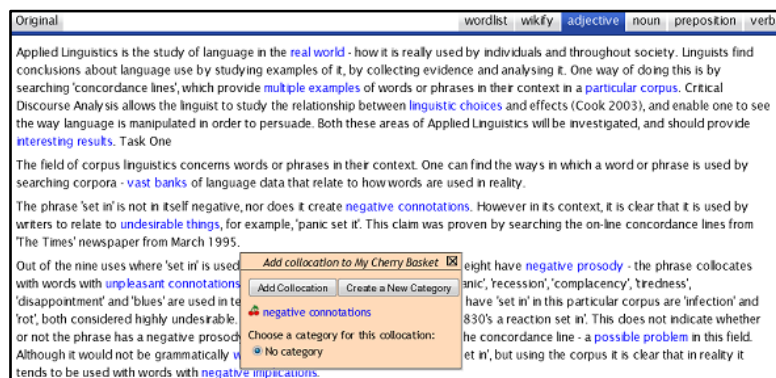 Original wordlist wikify adjective noun preposition verb
Applied Linguistics is the study of language in the real world - how it is really used by individuals and throughout society. Linguists find
conclusions about language use by studying examples of it, by collecting evidence and analysing it. One way of doing this is by
searching 'concordance lines', which provide multiple examples of words or phrases in their context in a particular corpus. Critical
Discourse Analysis allows the linguist to study the relationship between linguistic choices and effects (Cook 2003), and enable one to see
the way language is manipulated in order to persuade. Both these areas of Applied Linguistics will be investigated, and should provide
interesting results. Task One
The field of corpus linguistics concerns words or phrases in their context. One can find the ways in which a word or phrase is used by
searching corpora - vast banks of language data that relate to how words are used in reality.
The phrase 'set in' is not in itself negative, nor does it create negative connotations. However in its context, it is clear that it is used by
writers to relate to undesirable things, for example, 'panic set it'. This claim was proven by searching the on-line concordance lines from
'The Times' newspaper from March 1995.
Out of the nine uses where 'set in' is used eight have negative prosody - the phrase collocates
with words with unpleasant connotations anic', 'recession', 'complacency', 'tiredness',
'disappointment' and 'blues' are used in te have 'set in' in this particular corpus are 'infection' and
'rot', both considered highly undesirable. 830's a reaction set in'. This does not indicate whether
or not the phrase has a negative prosody he concordance line - a possible problem in this field.
Although it would not be grammatically w et in', but using the corpus it is clear that in reality it
tends to be used with words with negative implications.
Add collocation to My Cherry Basket
Add Collocation Create a New Category
negative connotations
Choose a category for this collocation:
No category